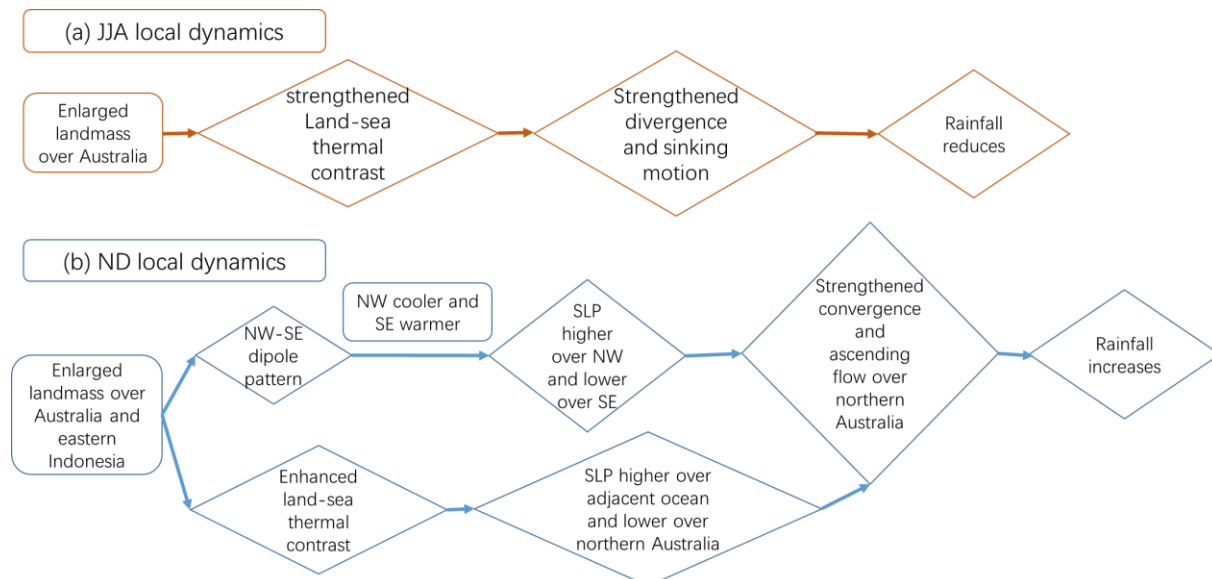 (a) JJA local dynamics
Enlarged
landmass
over Australia
strengthened
Land-sea
thermal
contrast
Strengthened
divergence
and sinking
motion
Rainfall
reduces
(b) ND local dynamics
Enlarged
landmass over
Australia and
eastern
Indonesia
NW-SE
dipole
pattern
NW cooler and
SE warmer
SLP
higher
over NW
and lower
over SE
Strengthened
convergence
and
ascending
flow over
northern
Australia
Rainfall
increases
Enhanced
land-sea
thermal
contrast
SLP higher over
adjacent ocean
and lower over
northern Australia